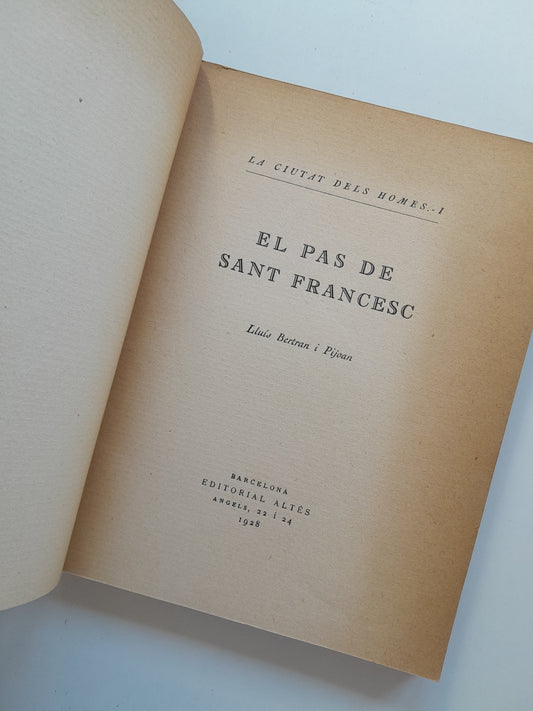 LA CIUTAT DELS HOMES.-I
EL PAS DE
SANT FRANCESC
Lluís Bertran i Pijoan
BARCELONA
EDITORIAL ALTÉS
ANGELS, 22 i 24
1928